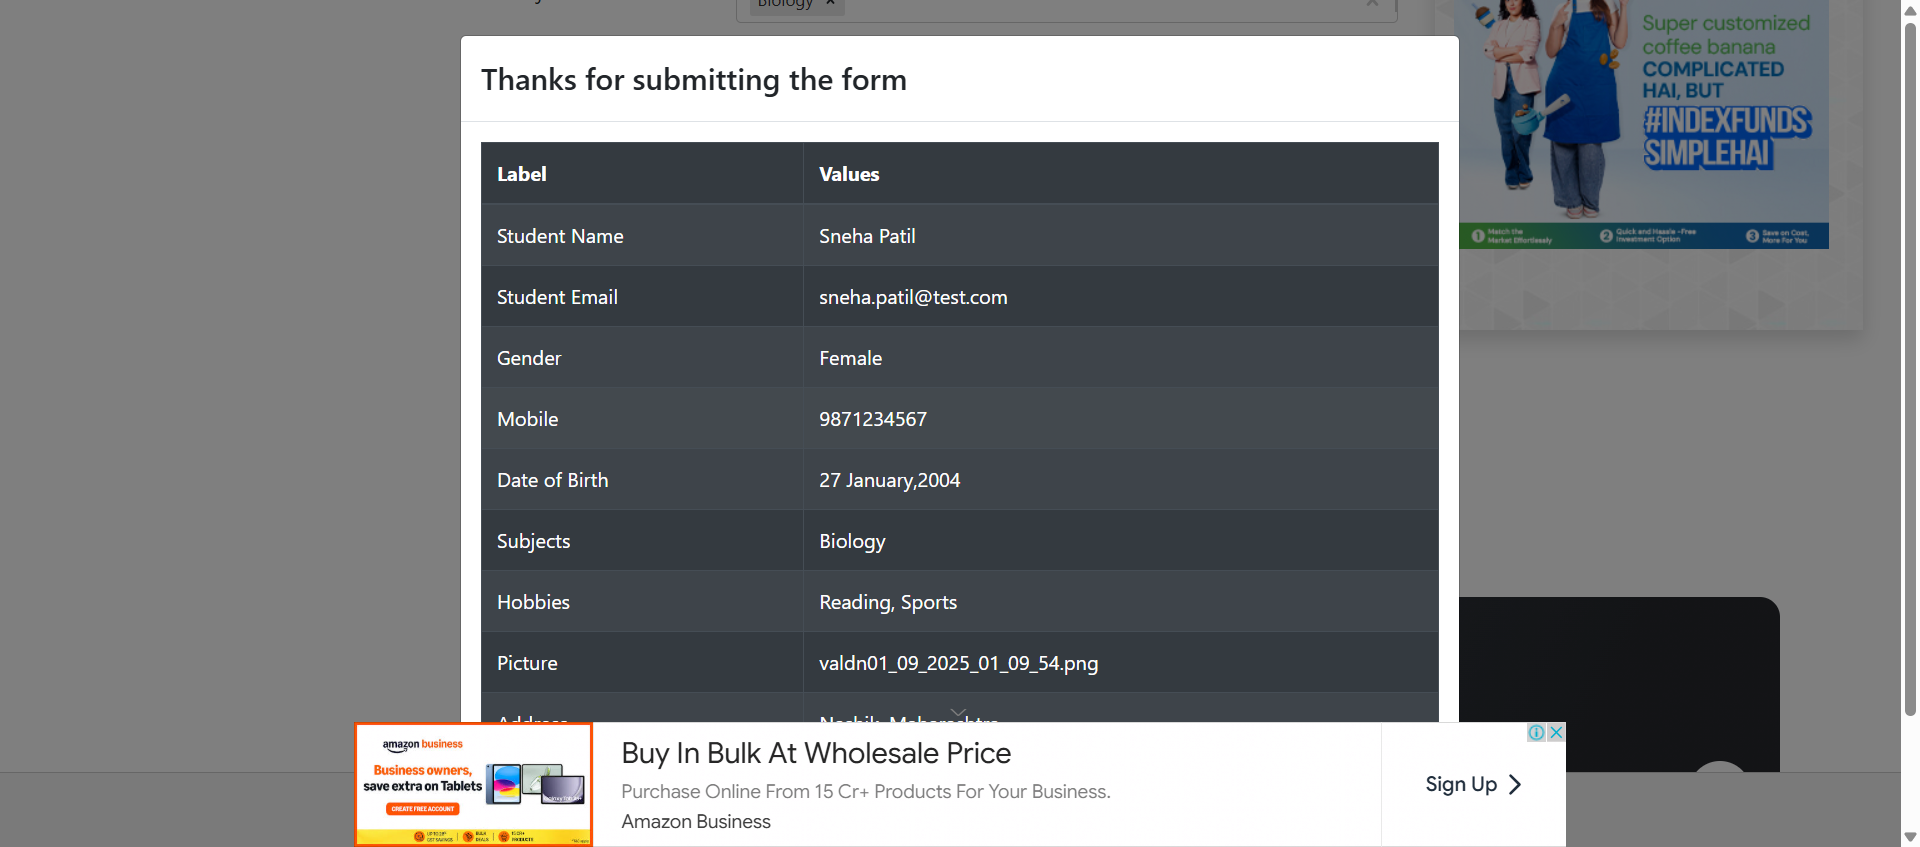 Biology ×
Super customized
coffee banana
COMPLICATED
HAI, BUT
#INDEXFUNDS
SIMPLEHAI
1 Match the
Market Effortlessly
2 Quick and Hassle -Free
Investment Option
3 Save on Cost,
More For You
Thanks for submitting the form
Label Values
Student Name Sneha Patil
Student Email sneha.patil@test.com
Gender Female
Mobile 9871234567
Date of Birth 27 January,2004
Subjects Biology
Hobbies Reading, Sports
Picture valdn01_09_2025_01_09_54.png
Address Nashik, Maharashtra
amazon business
Business owners,
save extra on Tablets
CREATE FREE ACCOUNT
Buy In Bulk At Wholesale Price
Purchase Online From 15 Cr+ Products For Your Business.
Amazon Business
Sign Up